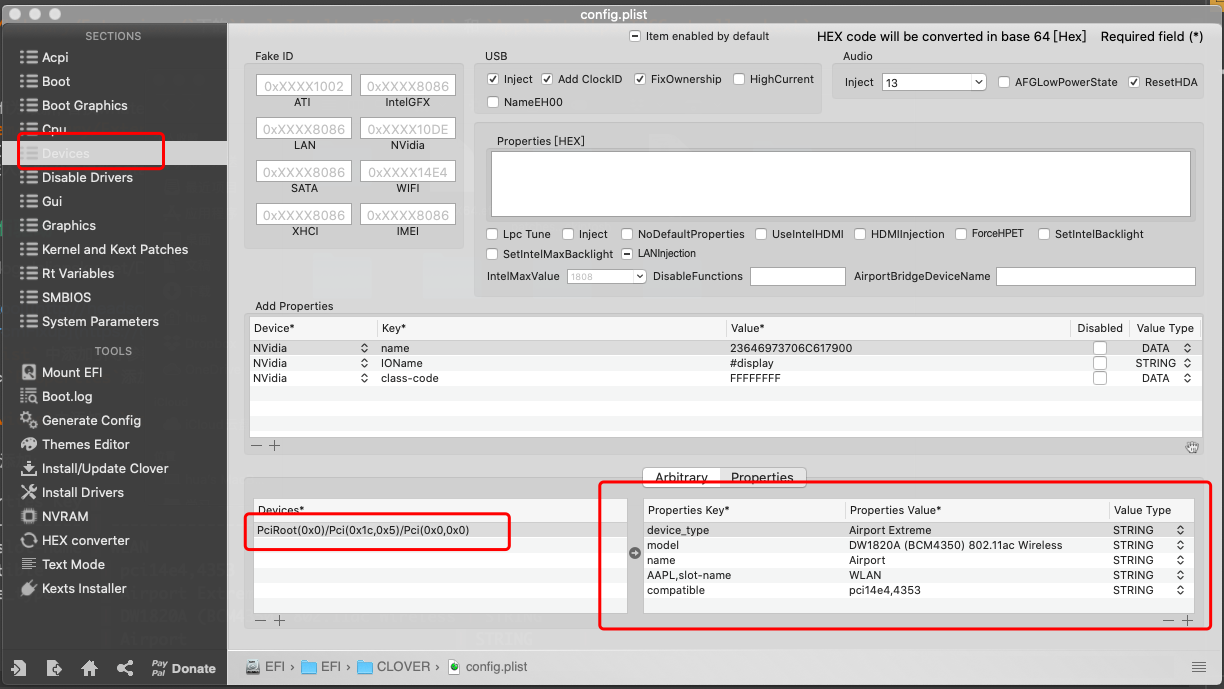 config.plist
SECTIONS
Acpi
Boot
Boot Graphics
Cpu
Devices
Disable Drivers
Gui
Graphics
Kernel and Kext Patches
Rt Variables
SMBIOS
System Parameters
TOOLS
Mount EFI
Boot.log
Generate Config
Themes Editor
Install/Update Clover
Install Drivers
NVRAM
HEX converter
Text Mode
Kexts Installer
Pay
Pal
Donate
Item enabled by default HEX code will be converted in base 64 [Hex] Required field (*)
Fake ID
0xXXXX1002 0xXXXX8086
ATI IntelGFX
0xXXXX8086 0xXXXX10DE
LAN NVidia
0xXXXX8086 0xXXXX14E4
SATA WIFI
0xXXXX8086 0xXXXX8086
XHCI IMEI
USB
Inject Add ClockID FixOwnership HighCurrent
NameEH00
Audio
Inject 13 AFGLowPowerState ResetHDA
Properties [HEX]
Lpc Tune Inject NoDefaultProperties UseIntelHDMI HDMIInjection ForceHPET SetIntelBacklight
SetIntelMaxBacklight LANInjection
IntelMaxValue 1808 DisableFunctions AirportBridgeDeviceName
Add Properties
Device* Key* Value* Disabled Value Type
NVidia name 23646973706C617900 DATA
NVidia IOName #display STRING
NVidia class-code FFFFFFFF DATA
Arbitrary Properties
Devices*
PciRoot(0x0)/Pci(0x1c,0x5)/Pci(0x0,0x0)
Properties Key* Properties Value* Value Type
device_type Airport Extreme STRING
model DW1820A (BCM4350) 802.11ac Wireless STRING
name Airport STRING
AAPL,slot-name WLAN STRING
compatible pci14e4,4353 STRING
EFI › EFI › CLOVER › config.plist